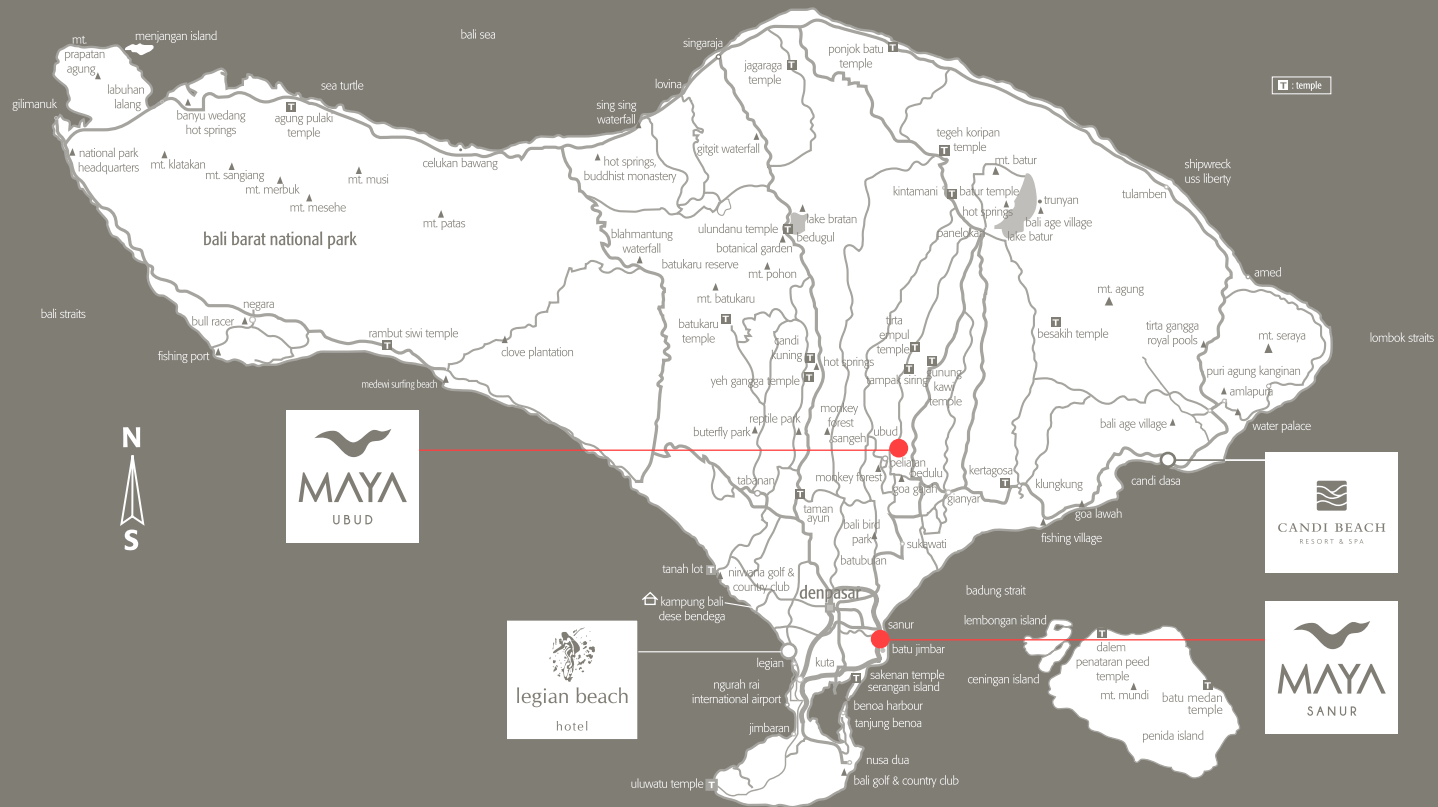 mt.
prapatan
agung
menjangan island
bali sea
labuhan
lalang
gilimanuk
banyu wedang
hot springs
sea turtle
agung pulaki
temple
national park
headquarters
mt. klatakan
mt. sangiang
mt. merbuk
mt. mesehe
mt. musi
mt. patas
celukan bawang
bali barat national park
singaraja
lovina
sing sing
waterfall
jagaraga
temple
ponjok batu
temple
T : temple
gitgit waterfall
hot springs,
buddhist monastery
tegeh koripan
temple
mt. batur
kintamani
batur temple
hot springs
trunyan
bali age village
lake batur
panelokan
tulamben
shipwreck
uss liberty
blahmantung
waterfall
ulundanu temple
lake bratan
bedugul
botanical garden
batukaru reserve
mt. pohon
mt. batukaru
batukaru
temple
amed
mt. agung
besakih temple
tirta gangga
royal pools
mt. seraya
lombok straits
puri agung kanginan
amlapura
water palace
bali age village
bali straits
negara
bull racer
fishing port
rambut siwi temple
medewi surfing beach
clove plantation
candi
kuning
hot springs
yeh gangga temple
tirta
empul
temple
tampak siring
gunung
kawi
temple
reptile park
buterfly park
monkey
forest
sangeh
ubud
peliatan
bedulu
monkey forest
goa gajah
kertagosa
gianyar
klungkung
goa lawah
fishing village
candi dasa
tabanan
taman
ayun
bali bird
park
sukawati
batubulan
N
S
MAYA
UBUD
CANDI BEACH
RESORT & SPA
tanah lot
nirwana golf &
country club
kampung bali
dese bendega
denpasar
badung strait
lembongan island
sanur
batu jimbar
legian beach
hotel
legian
kuta
sakenan temple
serangan island
ngurah rai
international airport
benoa harbour
tanjung benoa
jimbaran
nusa dua
bali golf & country club
uluwatu temple
ceningan island
dalem
penataran peed
temple
mt. mundi
batu medan
temple
penida island
MAYA
SANUR